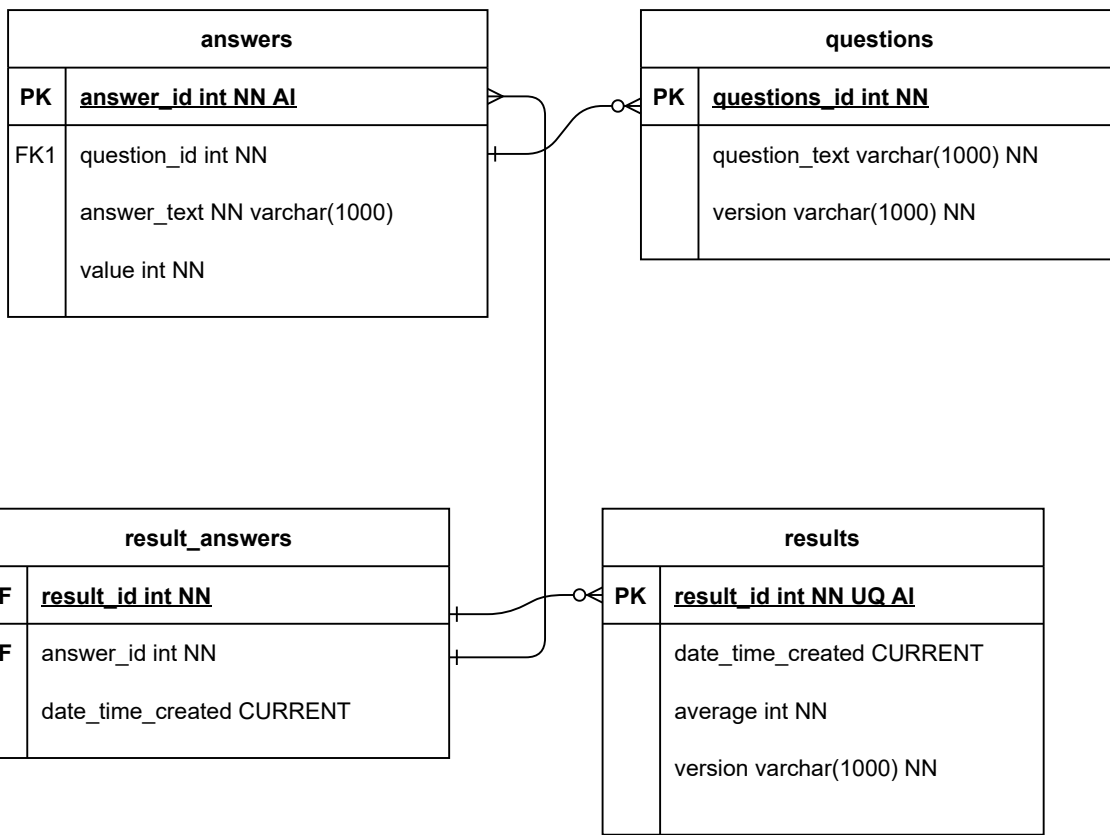 answers
PK answer_id int NN AI
FK1 question_id int NN
answer_text NN varchar(1000)
value int NN
questions
PK questions_id int NN
question_text varchar(1000) NN
version varchar(1000) NN
result_answers
F result_id int NN
F answer_id int NN
date_time_created CURRENT
results
PK result_id int NN UQ AI
date_time_created CURRENT
average int NN
version varchar(1000) NN